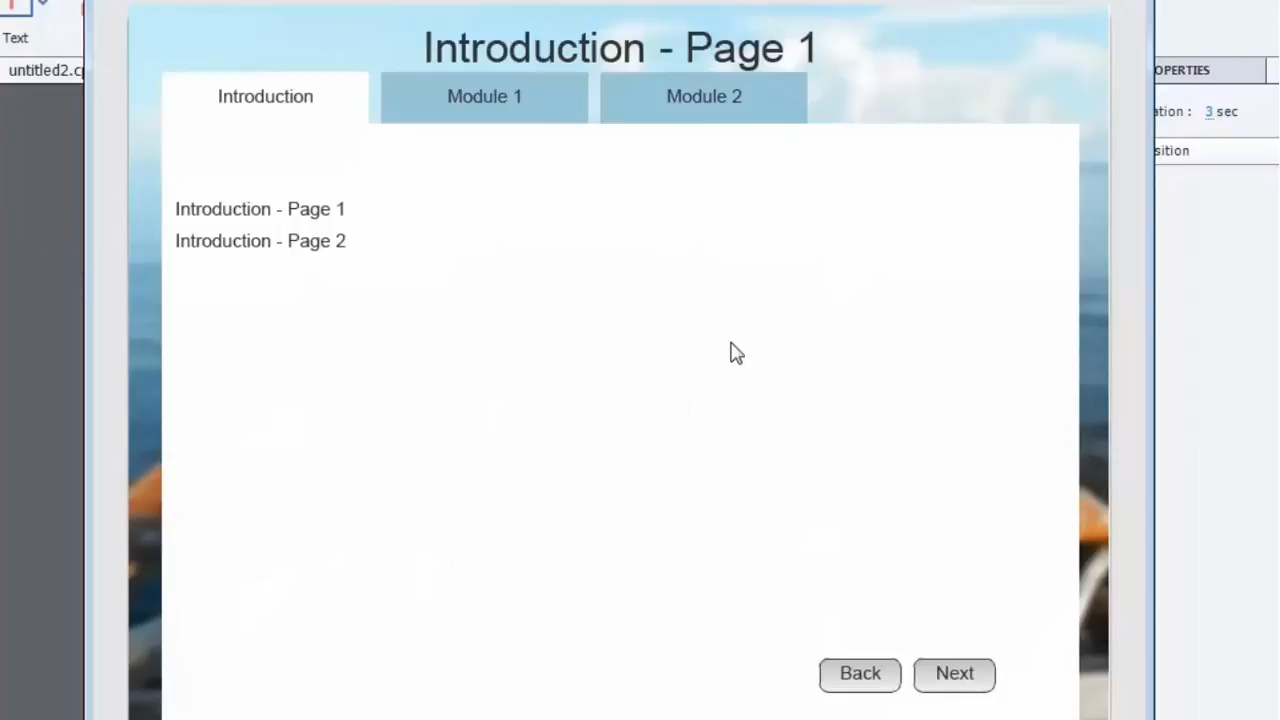 Text
untitled2.cp
Introduction - Page 1
Introduction
Module 1
Module 2
Introduction - Page 1
Introduction - Page 2
Back
Next
OPERTIES
ation : 3 sec
sition